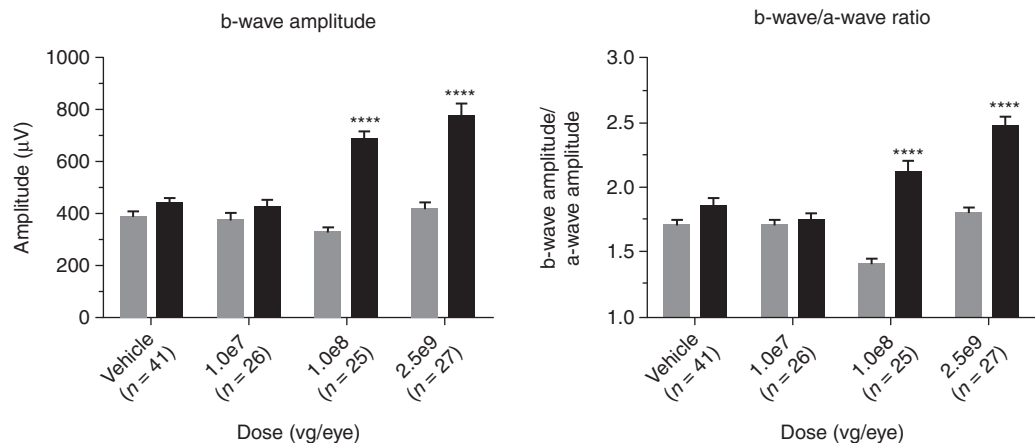 b-wave amplitude
1000
800
600
400
200
0
Amplitude (μV)
****
****
Vehicle
(n = 41)
1.0e7
(n = 26)
1.0e8
(n = 25)
2.5e9
(n = 27)
Dose (vg/eye)
b-wave/a-wave ratio
3.0
2.5
2.0
1.5
1.0
b-wave amplitude/
a-wave amplitude
****
****
Vehicle
(n = 41)
1.0e7
(n = 26)
1.0e8
(n = 25)
2.5e9
(n = 27)
Dose (vg/eye)